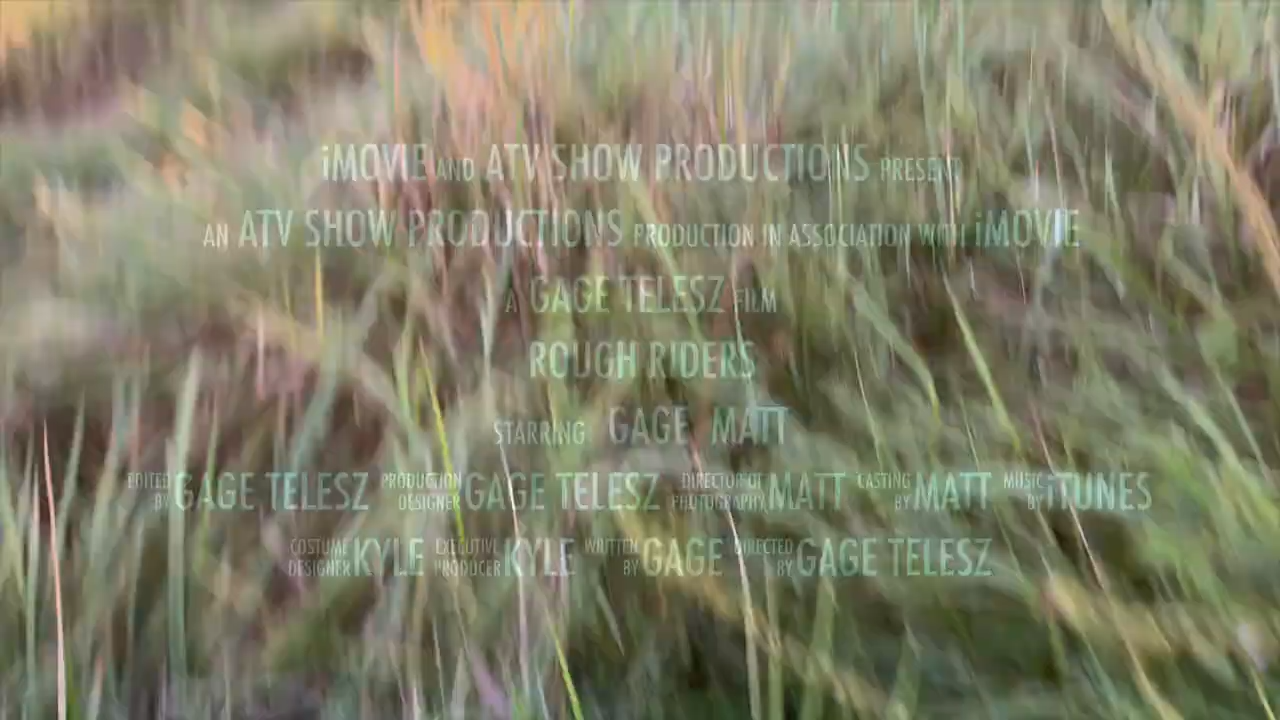 iMOVIE AND ATV SHOW PRODUCTIONS PRESENT
AN ATV SHOW PRODUCTIONS PRODUCTION IN ASSOCIATION WITH iMOVIE
A GAGE TELESZ FILM
ROUGH RIDERS
STARRING GAGE MATT
EDITED BY GAGE TELESZ PRODUCTION DESIGNER GAGE TELESZ DIRECTOR OF PHOTOGRAPHY MATT CASTING BY MATT MUSIC BY iTUNES
COSTUME DESIGNER KYLE EXECUTIVE PRODUCER KYLE WRITTEN BY GAGE DIRECTED BY GAGE TELESZ